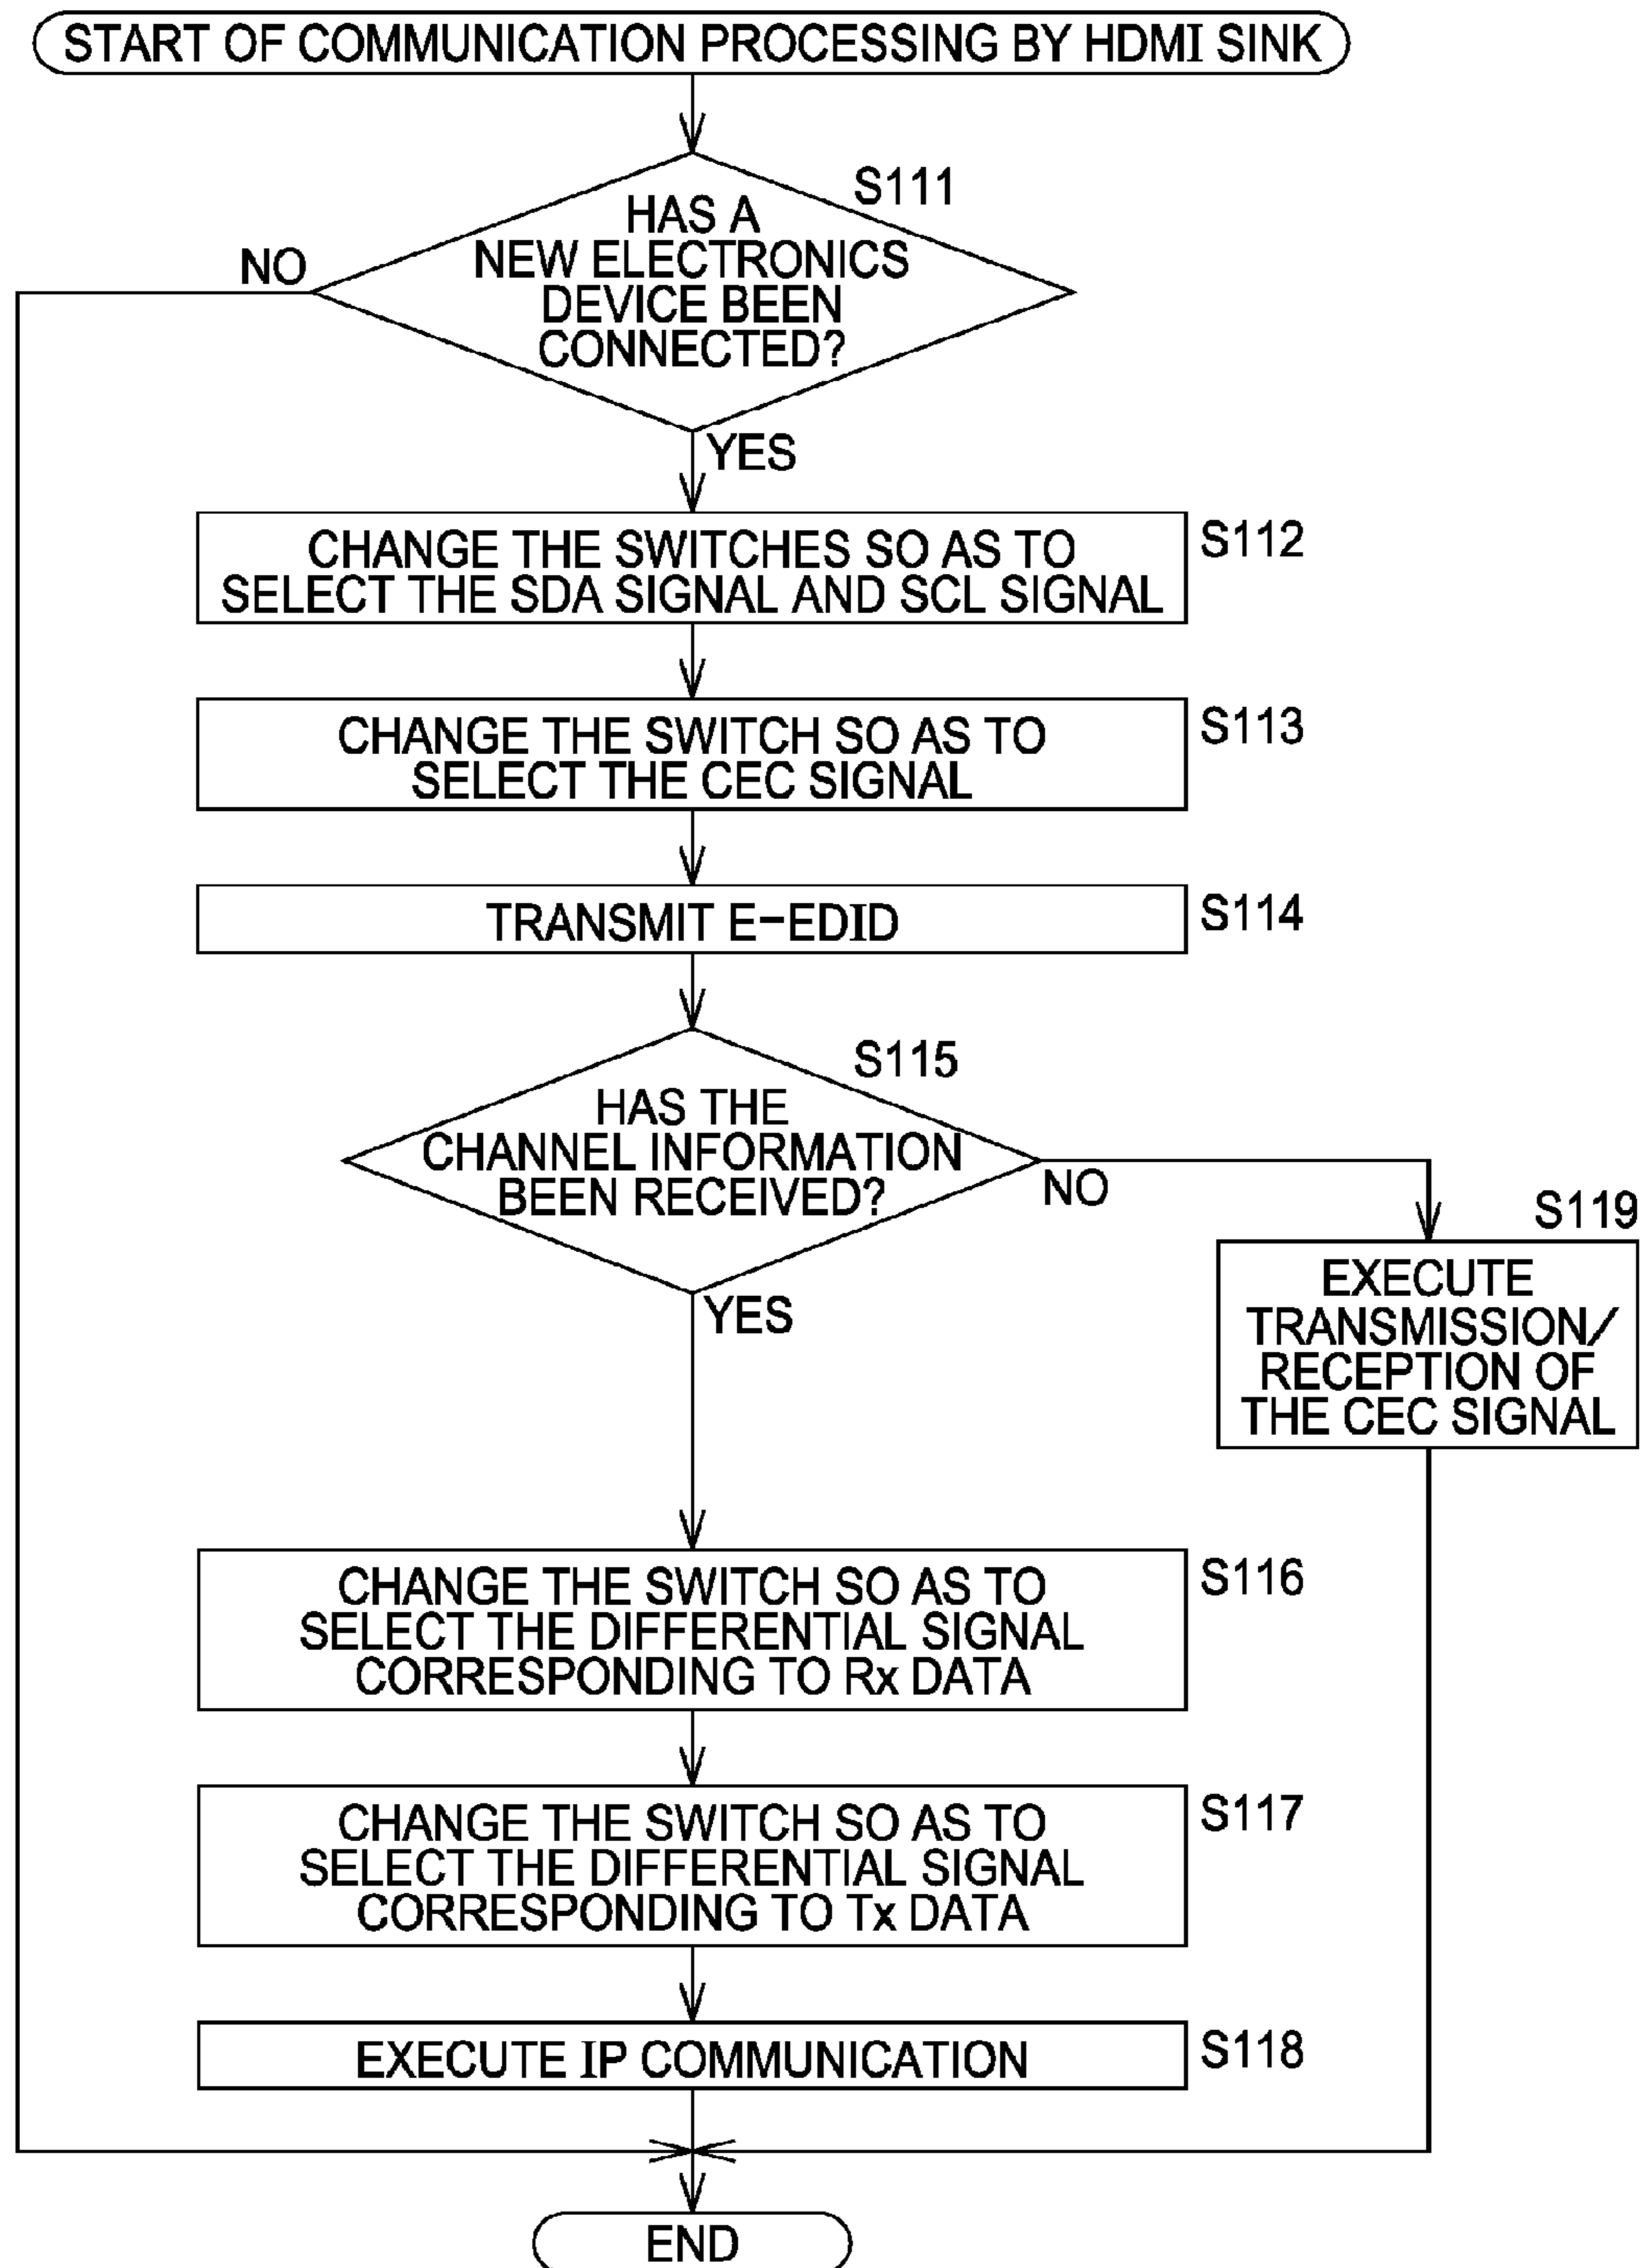 START OF COMMUNICATION PROCESSING BY HDMI SINK
S111
HAS A
NEW ELECTRONICS
DEVICE BEEN
CONNECTED?
NO
YES
CHANGE THE SWITCHES SO AS TO
SELECT THE SDA SIGNAL AND SCL SIGNAL
S112
CHANGE THE SWITCH SO AS TO
SELECT THE CEC SIGNAL
S113
TRANSMIT E-EDID
S114
S115
HAS THE
CHANNEL INFORMATION
BEEN RECEIVED?
NO
YES
S119
EXECUTE
TRANSMISSION/
RECEPTION OF
THE CEC SIGNAL
CHANGE THE SWITCH SO AS TO
SELECT THE DIFFERENTIAL SIGNAL
CORRESPONDING TO Rx DATA
S116
CHANGE THE SWITCH SO AS TO
SELECT THE DIFFERENTIAL SIGNAL
CORRESPONDING TO Tx DATA
S117
EXECUTE IP COMMUNICATION
S118
END